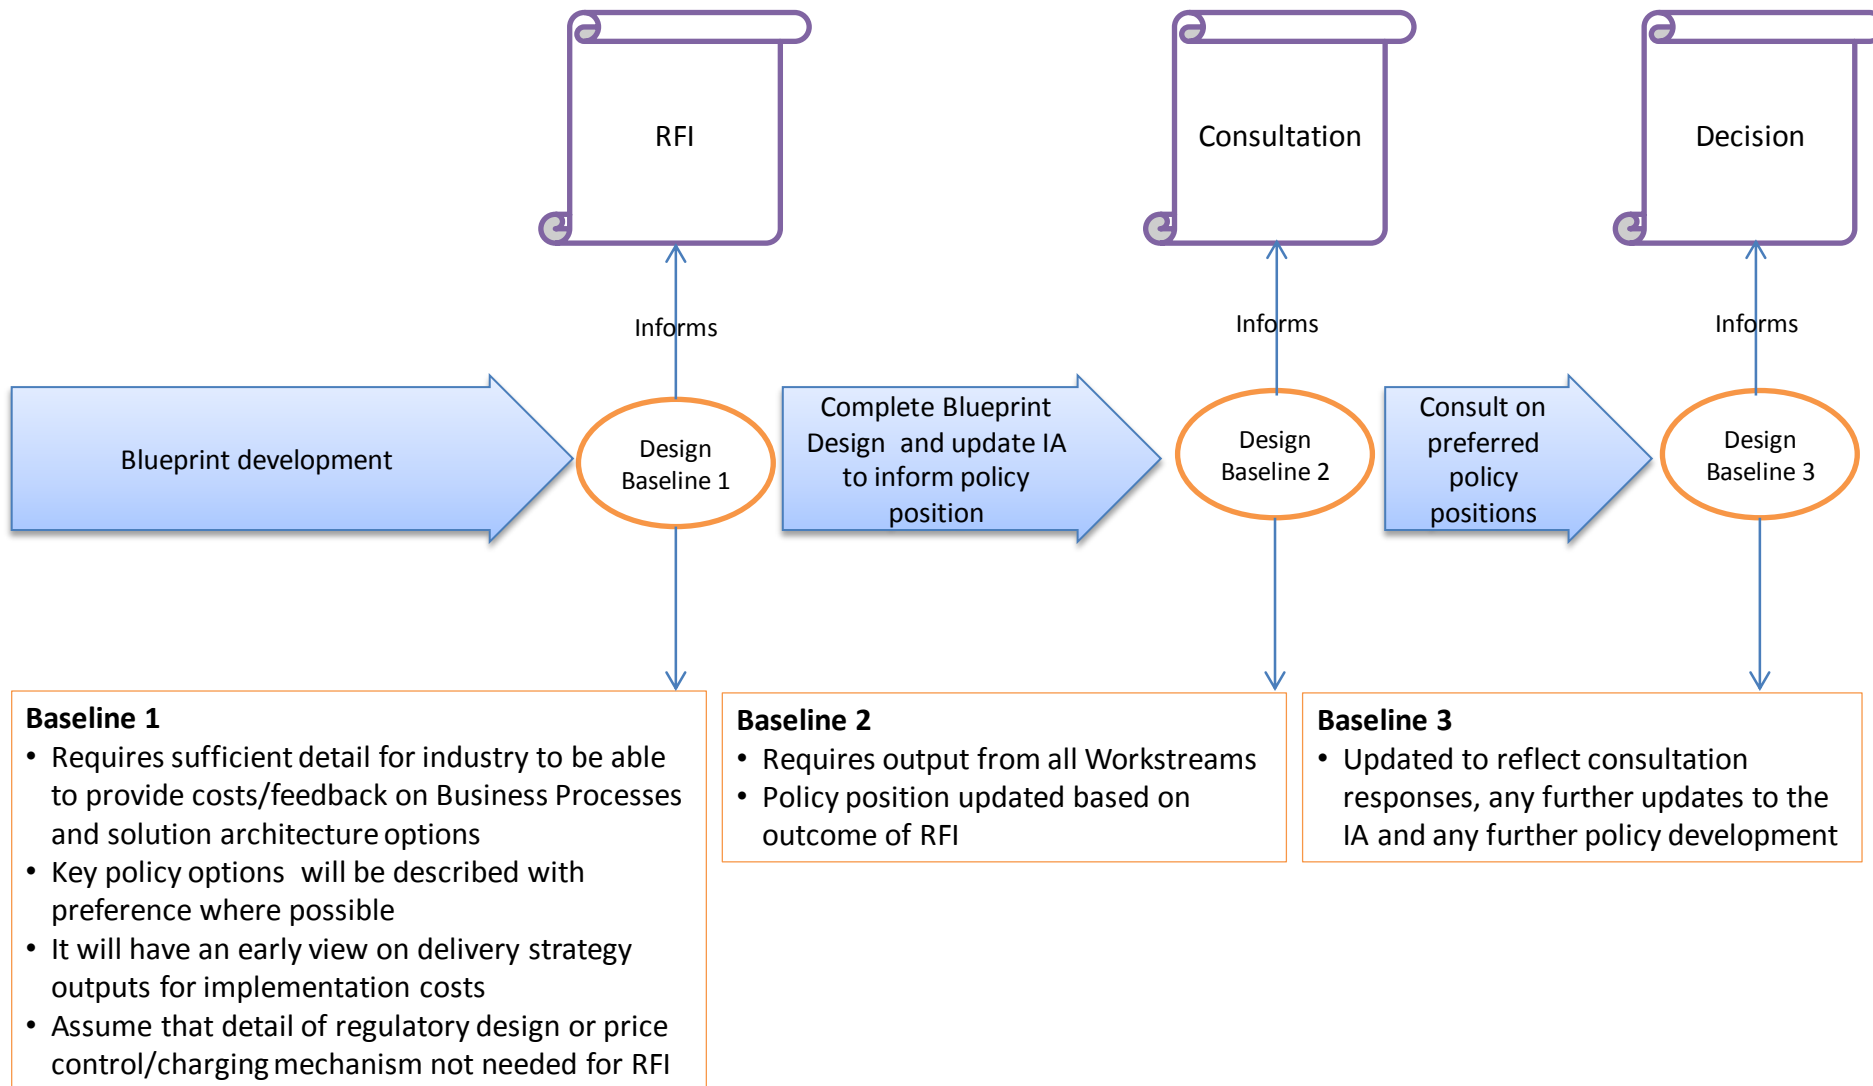 RFI
Consultation
Decision
Informs
Informs
Informs
Blueprint development
Design
Baseline 1
Complete Blueprint
Design and update IA
to inform policy
position
Design
Baseline 2
Consult on
preferred
policy
positions
Design
Baseline 3
Baseline 1
• Requires sufficient detail for industry to be able
to provide costs/feedback on Business Processes
and solution architecture options
• Key policy options will be described with
preference where possible
• It will have an early view on delivery strategy
outputs for implementation costs
• Assume that detail of regulatory design or price
control/charging mechanism not needed for RFI
Baseline 2
• Requires output from all Workstreams
• Policy position updated based on
outcome of RFI
Baseline 3
• Updated to reflect consultation
responses, any further updates to the
IA and any further policy development